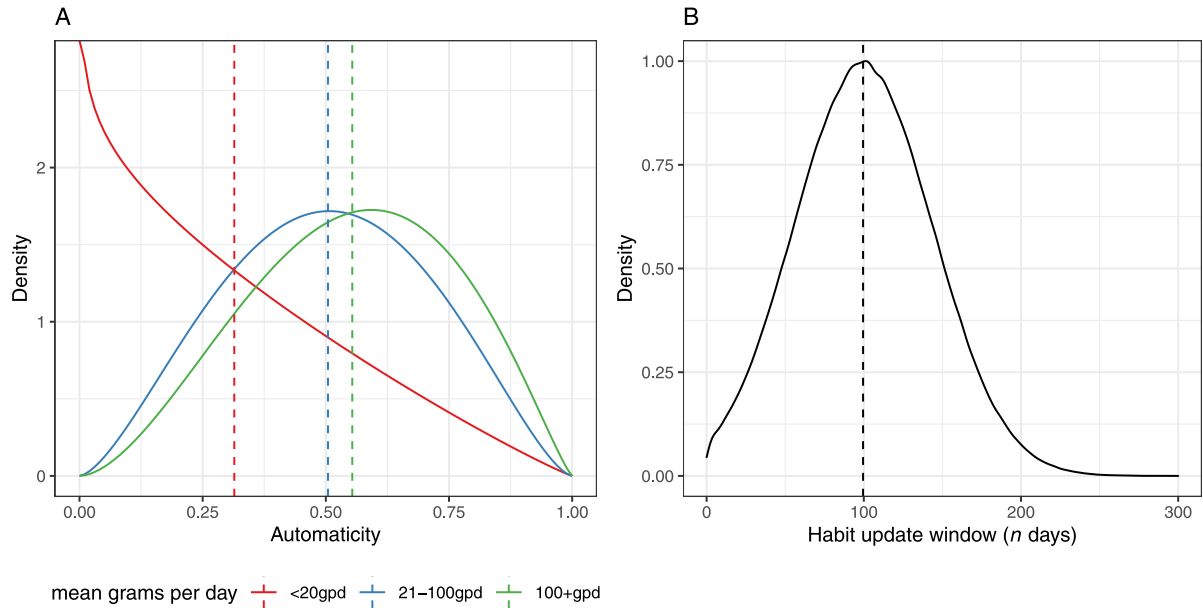 A
B
Density
2
1
0
0.00
0.25
0.50
0.75
1.00
Automaticity
Density
1.00
0.75
0.50
0.25
0.00
0
100
200
300
Habit update window (n days)
mean grams per day
<20gpd
21–100gpd
100+gpd